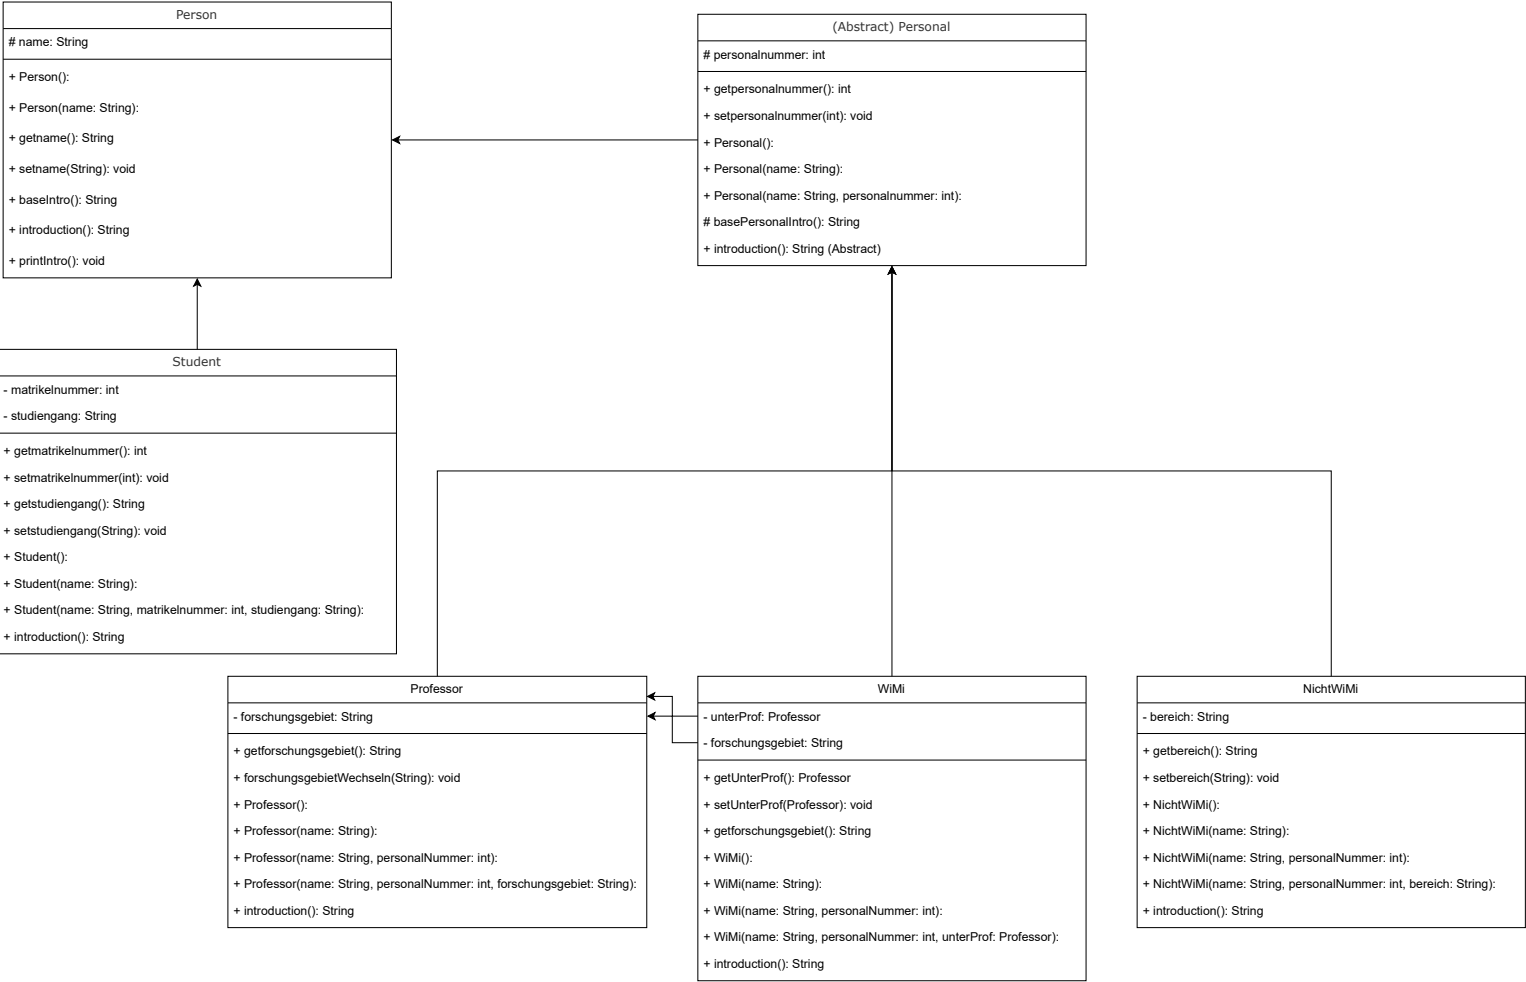 Person
# name: String
+ Person():
+ Person(name: String):
+ getname(): String
+ setname(String): void
+ baseIntro(): String
+ introduction(): String
+ printIntro(): void
(Abstract) Personal
# personalnummer: int
+ getpersonalnummer(): int
+ setpersonalnummer(int): void
+ Personal():
+ Personal(name: String):
+ Personal(name: String, personalnummer: int):
# basePersonalIntro(): String
+ introduction(): String (Abstract)
Student
- matrikelnummer: int
- studiengang: String
+ getmatrikelnummer(): int
+ setmatrikelnummer(int): void
+ getstudiengang(): String
+ setstudiengang(String): void
+ Student():
+ Student(name: String):
+ Student(name: String, matrikelnummer: int, studiengang: String):
+ introduction(): String
Professor
- forschungsgebiet: String
+ getforschungsgebiet(): String
+ forschungsgebietWechseln(String): void
+ Professor():
+ Professor(name: String):
+ Professor(name: String, personalNummer: int):
+ Professor(name: String, personalNummer: int, forschungsgebiet: String):
+ introduction(): String
WiMi
- unterProf: Professor
- forschungsgebiet: String
+ getUnterProf(): Professor
+ setUnterProf(Professor): void
+ getforschungsgebiet(): String
+ WiMi():
+ WiMi(name: String):
+ WiMi(name: String, personalNummer: int):
+ WiMi(name: String, personalNummer: int, unterProf: Professor):
+ introduction(): String
NichtWiMi
- bereich: String
+ getbereich(): String
+ setbereich(String): void
+ NichtWiMi():
+ NichtWiMi(name: String):
+ NichtWiMi(name: String, personalNummer: int):
+ NichtWiMi(name: String, personalNummer: int, bereich: String):
+ introduction(): String